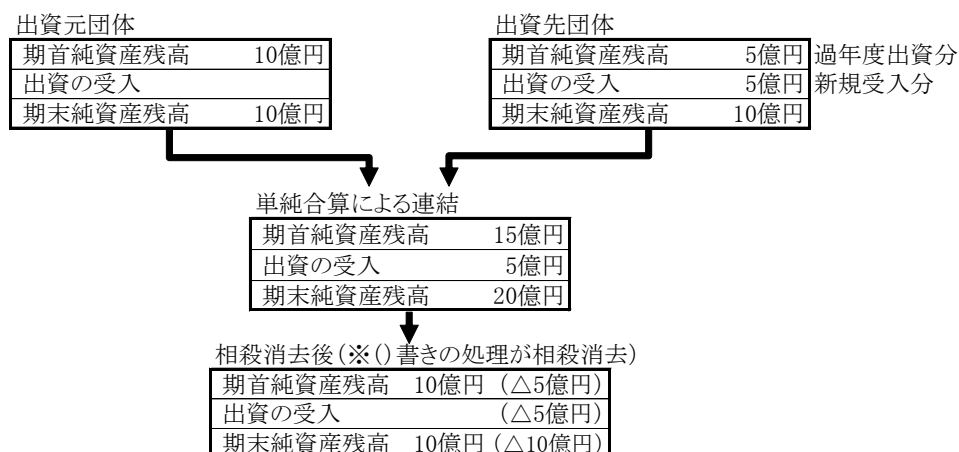 出資元団体
期首純資産残高 10億円
出資の受入
期末純資産残高 10億円
出資先団体
期首純資産残高 5億円 過年度出資分
出資の受入 5億円 新規受入分
期末純資産残高 10億円
単純合算による連結
期首純資産残高 15億円
出資の受入 5億円
期末純資産残高 20億円
相殺消去後(※()書きの処理が相殺消去)
期首純資産残高 10億円 (△5億円)
出資の受入 (△5億円)
期末純資産残高 10億円 (△10億円)